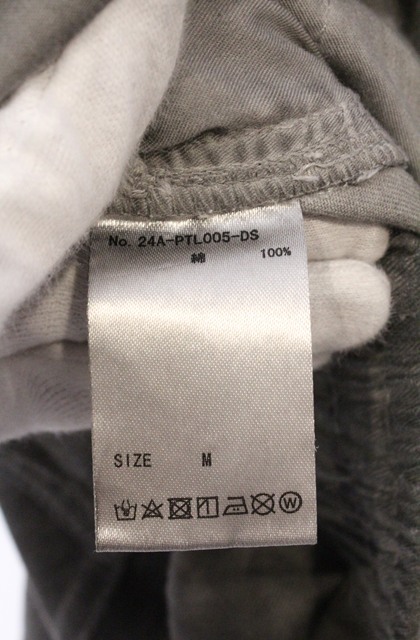 No. 24A-PTL005-DS
綿 100%
SIZE M
W